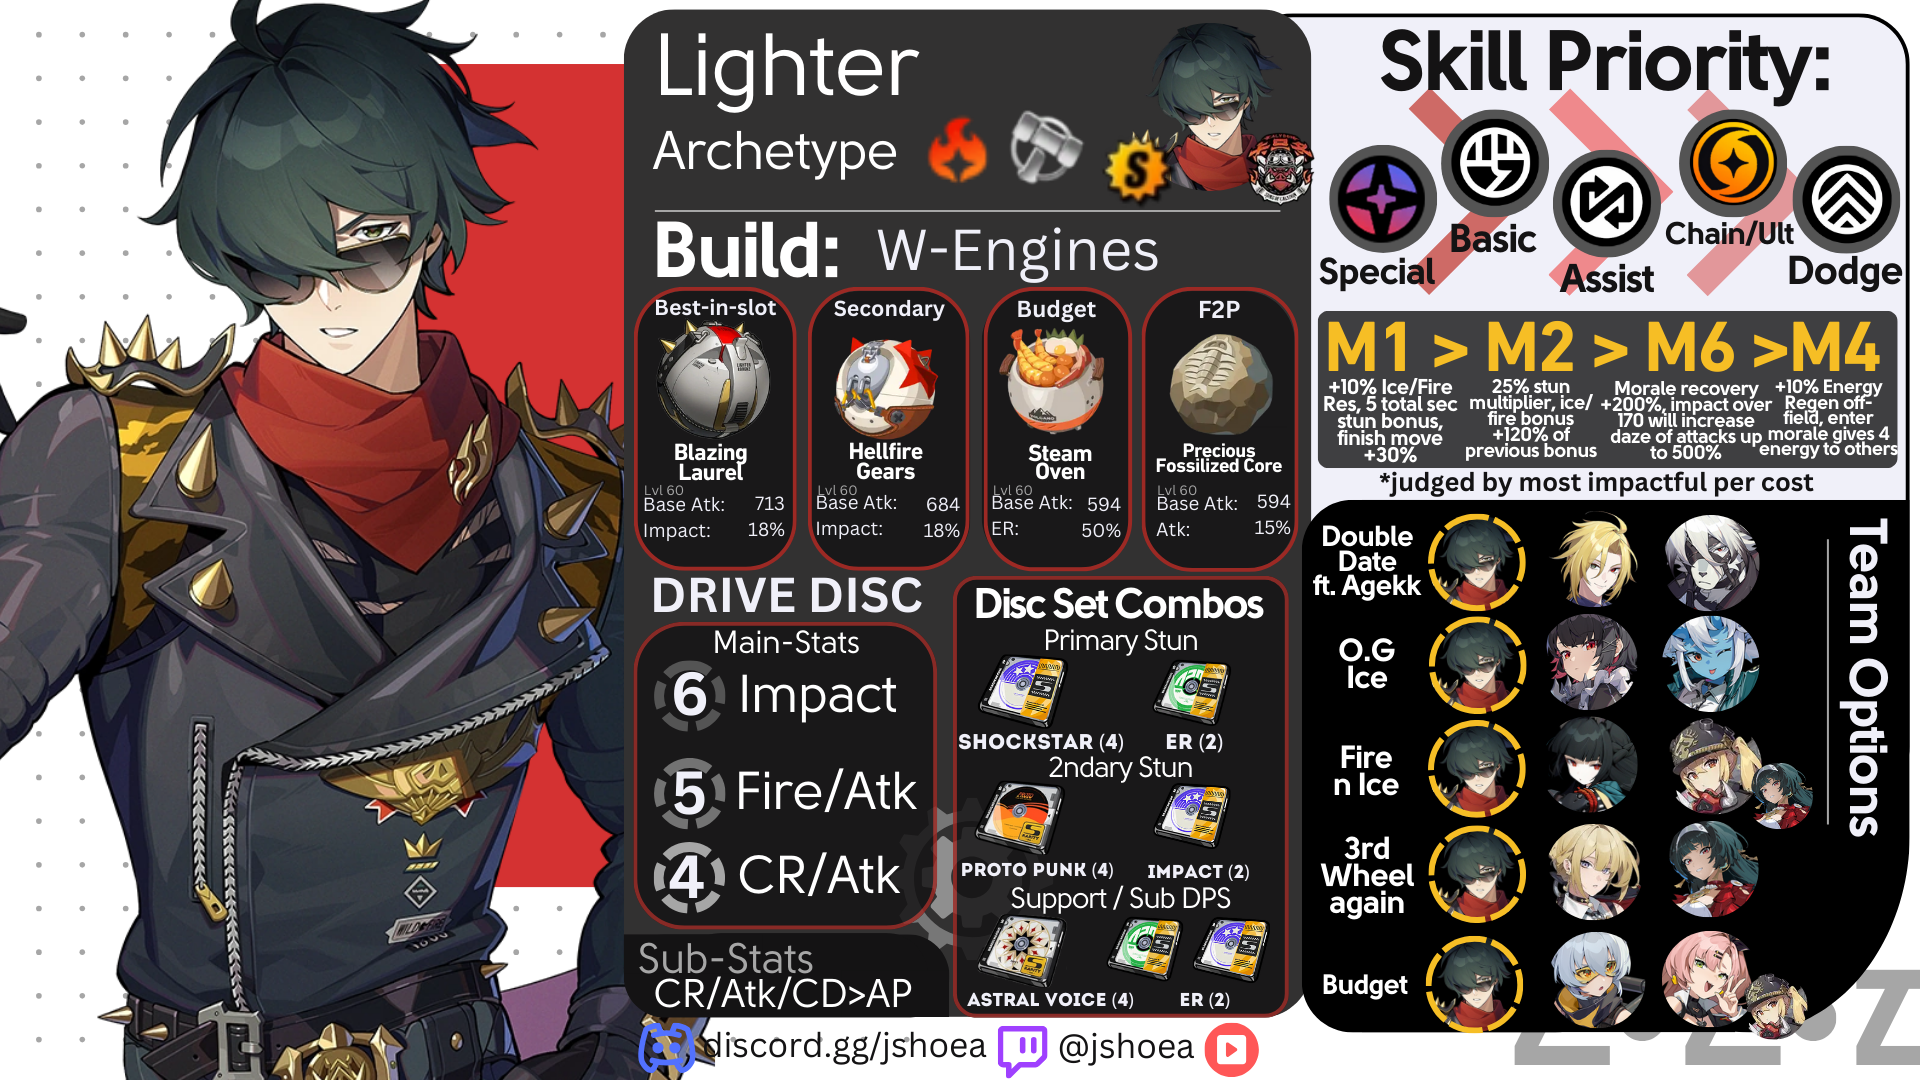 Lighter
Archetype
S
Build: W-Engines
Best-in-slot
Blazing
Laurel
Lvl 60
Base Atk: 713
Impact: 18%
Secondary
Hellfire
Gears
Lvl 60
Base Atk: 684
Impact: 18%
Budget
Steam
Oven
Lvl 60
Base Atk: 594
ER: 50%
F2P
Precious
Fossilized Core
Lvl 60
Base Atk: 594
Atk: 15%
DRIVE DISC
Main-Stats
6 Impact
5 Fire/Atk
4 CR/Atk
Sub-Stats
CR/Atk/CD>AP
Disc Set Combos
Primary Stun
SHOCKSTAR (4) ER (2)
2ndary Stun
PROTO PUNK (4) IMPACT (2)
Support / Sub DPS
ASTRAL VOICE (4) ER (2)
Skill Priority:
Special
Basic
Assist
Chain/Ult
Dodge
M1 > M2 > M6 >M4
+10% Ice/Fire
Res, 5 total sec
stun bonus,
finish move
+30%
25% stun
multiplier, ice/
fire bonus
+120% of
previous bonus
Morale recovery
+200%, impact over
170 will increase
daze of attacks up
to 500%
+10% Energy
Regen off-
field, enter
morale gives 4
energy to others
*judged by most impactful per cost
Team Options
Double
Date
ft. Agekk
O.G
Ice
Fire
n Ice
3rd
Wheel
again
Budget
Z•Z•Z
discord.gg/jshoea
@jshoea